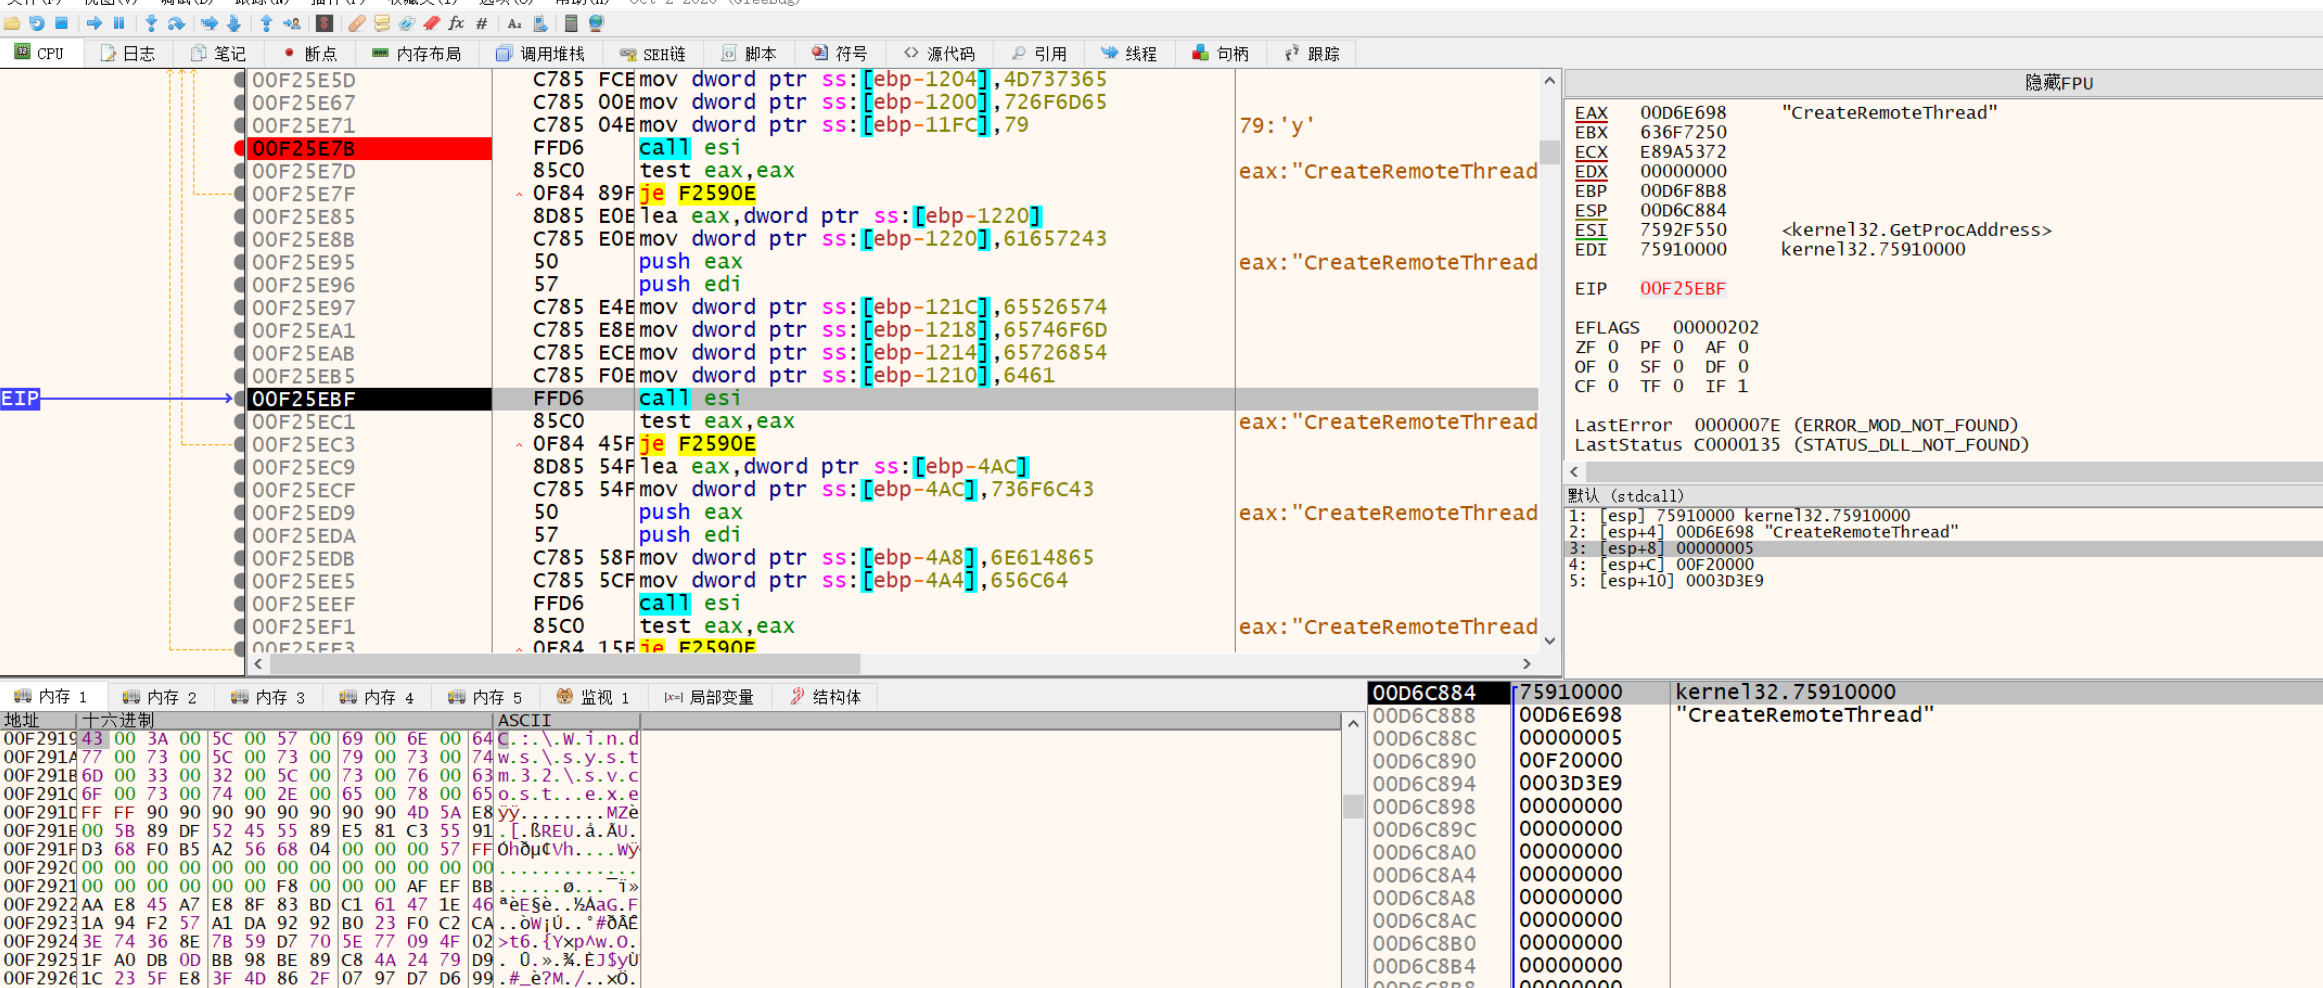 CPU 日志 笔记 断点 内存布局 调用堆栈 SEH链 脚本 符号 源代码 引用 线程 句柄 跟踪
00F25E5D C785 FCE mov dword ptr ss:[ebp-1204],4D737365
00F25E67 C785 00E mov dword ptr ss:[ebp-1200],726F6D65
00F25E71 C785 04E mov dword ptr ss:[ebp-11FC],79 79:'y'
00F25E7B FFD6 call esi
00F25E7D 85C0 test eax,eax eax:"CreateRemoteThread
00F25E7F 0F84 89F je F2590E
00F25E85 8D85 E0E lea eax,dword ptr ss:[ebp-1220]
00F25E8B C785 E0E mov dword ptr ss:[ebp-1220],61657243
00F25E95 50 push eax eax:"CreateRemoteThread
00F25E96 57 push edi
00F25E97 C785 E4E mov dword ptr ss:[ebp-121C],65526574
00F25EA1 C785 E8E mov dword ptr ss:[ebp-1218],65746F6D
00F25EAB C785 ECE mov dword ptr ss:[ebp-1214],65726854
00F25EB5 C785 F0E mov dword ptr ss:[ebp-1210],6461
EIP 00F25EBF FFD6 call esi
00F25EC1 85C0 test eax,eax eax:"CreateRemoteThread
00F25EC3 0F84 45F je F2590E
00F25EC9 8D85 54F lea eax,dword ptr ss:[ebp-4AC]
00F25ECF C785 54F mov dword ptr ss:[ebp-4AC],736F6C43
00F25ED9 50 push eax eax:"CreateRemoteThread
00F25EDA 57 push edi
00F25EDB C785 58F mov dword ptr ss:[ebp-4A8],6E614865
00F25EE5 C785 5CF mov dword ptr ss:[ebp-4A4],656C64
00F25EEF FFD6 call esi
00F25EF1 85C0 test eax,eax eax:"CreateRemoteThread
je F2590E
隐藏FPU
EAX 00D6E698 "CreateRemoteThread"
EBX 636F7250
ECX E89A5372
EDX 00000000
EBP 00D6F8B8
ESP 00D6C884
ESI 7592F550 <kernel32.GetProcAddress>
EDI 75910000 kernel32.75910000
EIP 00F25EBF
EFLAGS 00000202
ZF 0 PF 0 AF 0
OF 0 SF 0 DF 0
CF 0 TF 0 IF 1
LastError 0000007E (ERROR_MOD_NOT_FOUND)
LastStatus C0000135 (STATUS_DLL_NOT_FOUND)
默认 (stdcall)
1: [esp] 75910000 kernel32.75910000
2: [esp+4] 00D6E698 "CreateRemoteThread"
3: [esp+8] 00000005
4: [esp+C] 00F20000
5: [esp+10] 0003D3E9
内存 1 内存 2 内存 3 内存 4 内存 5 监视 1 [x=] 局部变量 结构体
地址 十六进制 ASCII
00F2919 43 00 3A 00 5C 00 57 00 69 00 6E 00 64 C.:.\.W.i.n.d
00F291A 77 00 73 00 5C 00 73 00 79 00 73 00 74 w.s.\.s.y.s.t
00F291B 6D 00 33 00 32 00 5C 00 73 00 76 00 63 m.3.2.\.s.v.c
00F291C 6F 00 73 00 74 00 2E 00 65 00 78 00 65 o.s.t...e.x.e
00F291D FF FF 90 90 90 90 90 90 90 90 4D 5A E8 ÿÿ........MZè
00F291E 00 5B 89 DF 52 45 55 89 E5 81 C3 55 91 .[.ßREU.å.ÃU.
00F291F D3 68 F0 B5 A2 56 68 04 00 00 00 57 FF Óhðµ¢Vh....Wÿ
00F2920 00 00 00 00 00 00 00 00 00 00 00 00 00 .............
00F2921 00 00 00 00 00 00 F8 00 00 00 AF EF BB ......ø...¯ï»
00F2922 AA E8 45 A7 E8 8F 83 BD C1 61 47 1E 46 ªèE§è..½ÁaG.F
00F2923 1A 94 F2 57 A1 DA 92 92 B0 23 F0 C2 CA ..òW¡Ú..°#ðÂÊ
00F2924 3E 74 36 8E 7B 59 D7 70 5E 77 09 4F 02 >t6.{Y×p^w.O.
00F2925 1F A0 DB 0D BB 98 BE 89 C8 4A 24 79 D9 . Û.».¾.ÈJ$yÙ
00F2926 1C 23 5F E8 3F 4D 86 2F 07 97 D7 D6 99 .#_è?M./..×Ö.
00D6C884 75910000 kernel32.75910000
00D6C888 00D6E698 "CreateRemoteThread"
00D6C88C 00000005
00D6C890 00F20000
00D6C894 0003D3E9
00D6C898 00000000
00D6C89C 00000000
00D6C8A0 00000000
00D6C8A4 00000000
00D6C8A8 00000000
00D6C8AC 00000000
00D6C8B0 00000000
00D6C8B4 00000000